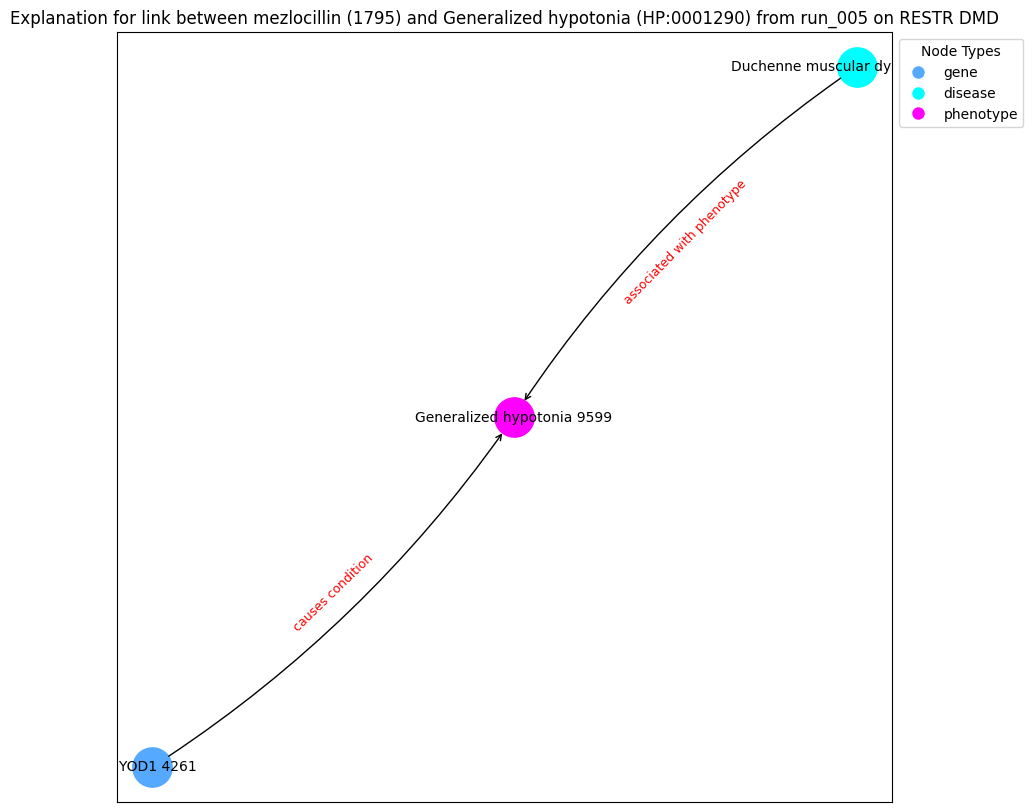 Explanation for link between mezlocillin (1795) and Generalized hypotonia (HP:0001290) from run_005 on RESTR DMD
Node Types
gene
disease
phenotype
Duchenne muscular dy
associated with phenotype
Generalized hypotonia 9599
causes condition
YOD1 4261